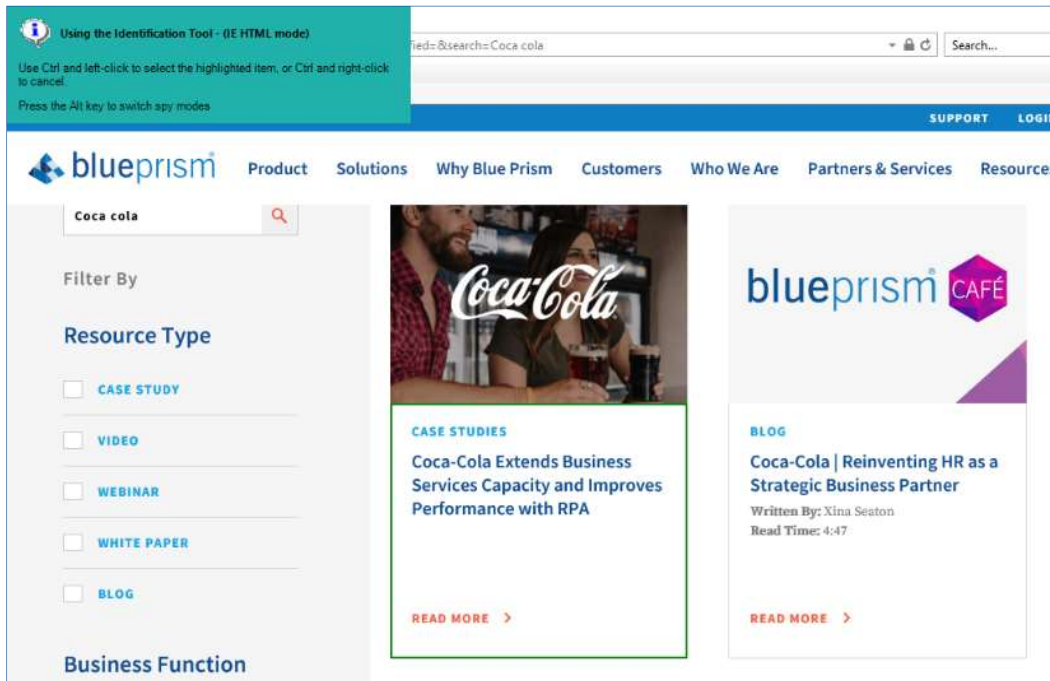 Using the Identification Tool - (IE HTML mode)
Use Ctrl and left-click to select the highlighted item, or Ctrl and right-click
to cancel.
Press the Alt key to switch spy modes
ied=&search=Coca cola
Search...
SUPPORT LOGI
blueprism Product Solutions Why Blue Prism Customers Who We Are Partners & Services Resource
Coca cola
Filter By
Resource Type
CASE STUDY
VIDEO
WEBINAR
WHITE PAPER
BLOG
Business Function
Coca-Cola
CASE STUDIES
Coca-Cola Extends Business
Services Capacity and Improves
Performance with RPA
READ MORE >
blueprism CAFÉ
BLOG
Coca-Cola | Reinventing HR as a
Strategic Business Partner
Written By: Xina Seaton
Read Time: 4:47
READ MORE >